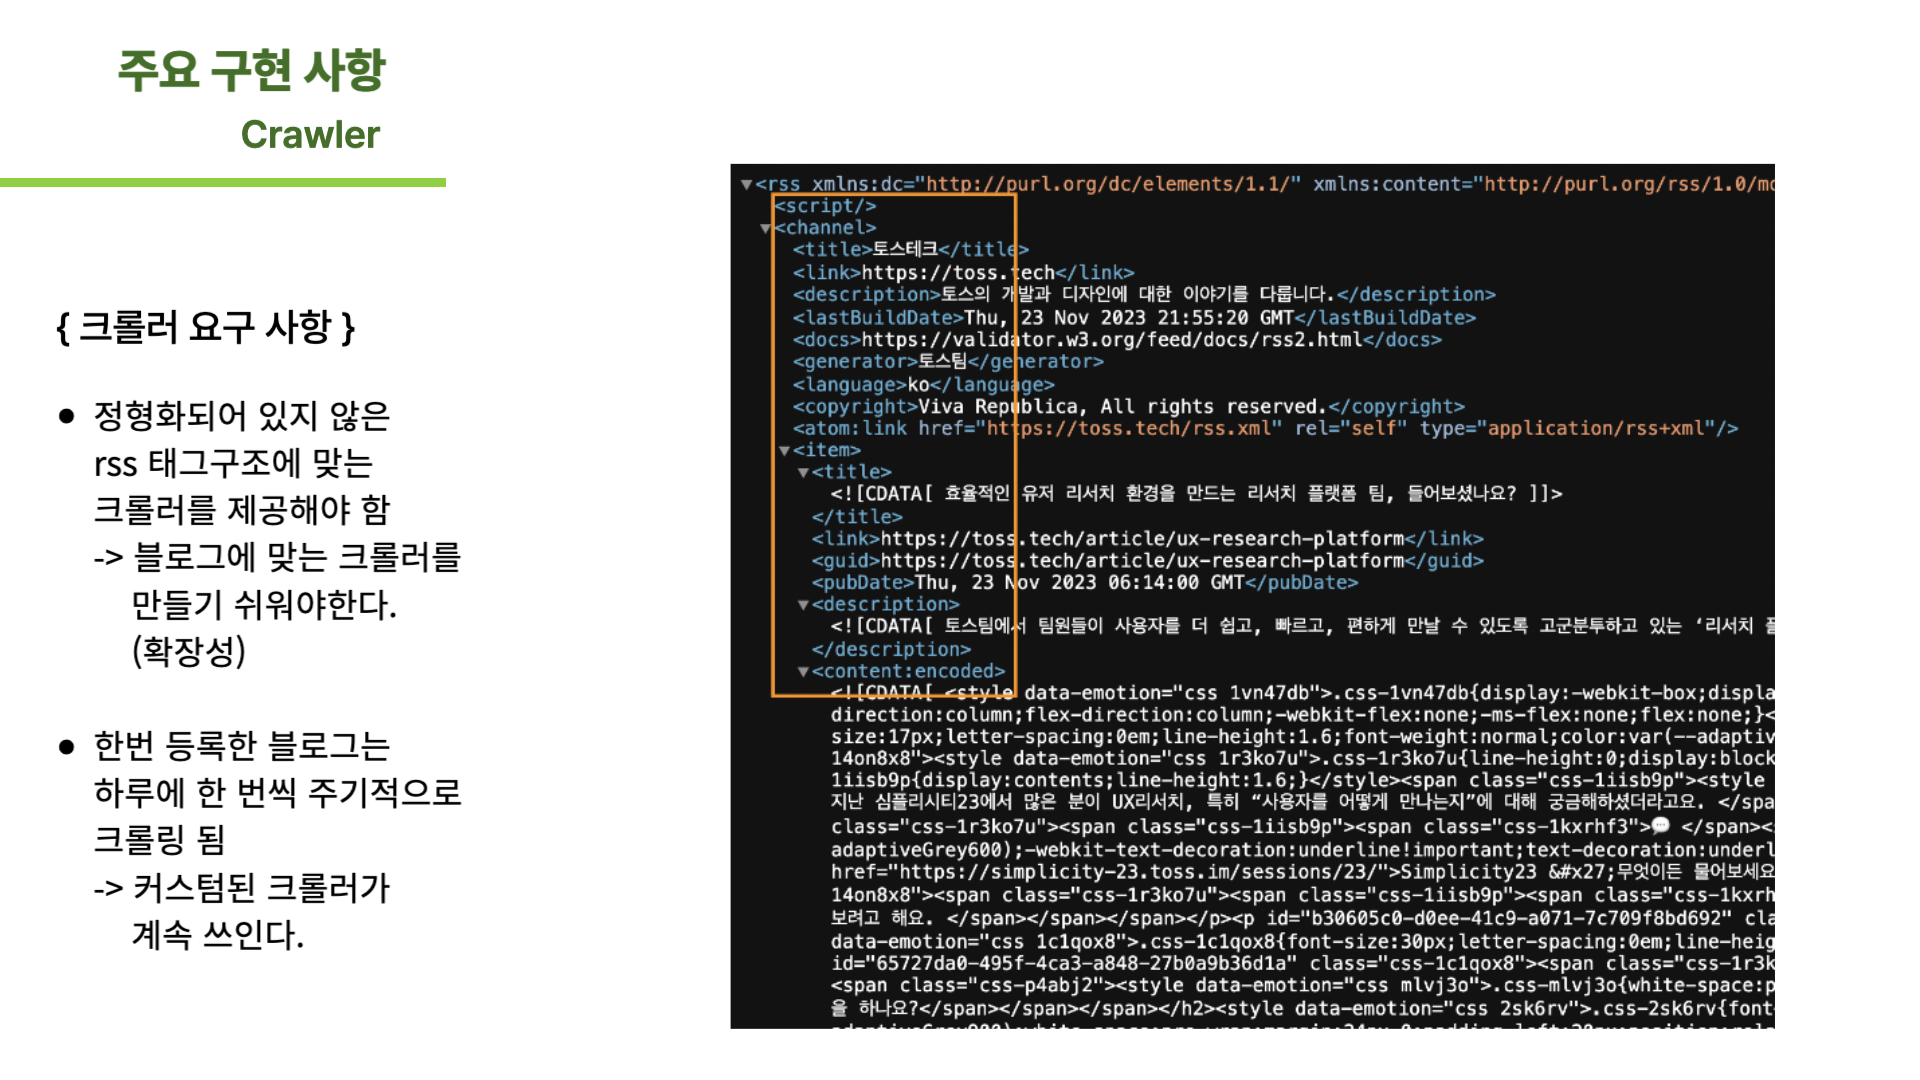 주요 구현 사항
Crawler
{ 크롤러 요구 사항 }
● 정형화되어 있지 않은
rss 태그구조에 맞는
크롤러를 제공해야 함
-> 블로그에 맞는 크롤러를
만들기 쉬워야한다.
(확장성)
● 한번 등록한 블로그는
하루에 한 번씩 주기적으로
크롤링 됨
-> 커스텀된 크롤러가
계속 쓰인다.
▼<rss xmlns:dc="http://purl.org/dc/elements/1.1/" xmlns:content="http://purl.org/rss/1.0/mo
<script/>
▼<channel>
<title>토스테크</title>
<link>https://toss.tech</link>
<description>토스의 개발과 디자인에 대한 이야기를 다룹니다.</description>
<lastBuildDate>Thu, 23 Nov 2023 21:55:20 GMT</lastBuildDate>
<docs>https://validator.w3.org/feed/docs/rss2.html</docs>
<generator>토스팀</generator>
<language>ko</language>
<copyright>Viva Republica, All rights reserved.</copyright>
<atom:link href="https://toss.tech/rss.xml" rel="self" type="application/rss+xml"/>
▼<item>
▼<title>
<![CDATA[ 효율적인 유저 리서치 환경을 만드는 리서치 플랫폼 팀, 들어보셨나요? ]]>
</title>
<link>https://toss.tech/article/ux-research-platform</link>
<guid>https://toss.tech/article/ux-research-platform</guid>
<pubDate>Thu, 23 Nov 2023 06:14:00 GMT</pubDate>
▼<description>
<![CDATA[ 토스팀에서 팀원들이 사용자를 더 쉽고, 빠르고, 편하게 만날 수 있도록 고군분투하고 있는 ‘리서치 플
</description>
▼<content:encoded>
<![CDATA[ <style data-emotion="css 1vn47db">.css-1vn47db{display:-webkit-box;displa
direction:column;flex-direction:column;-webkit-flex:none;-ms-flex:none;flex:none;}<
size:17px;letter-spacing:0em;line-height:1.6;font-weight:normal;color:var(--adaptiv
14on8x8"><style data-emotion="css 1r3ko7u">.css-1r3ko7u{line-height:0;display:block
1iisb9p{display:contents;line-height:1.6;}</style><span class="css-1iisb9p"><style
지난 심플리시티23에서 많은 분이 UX리서치, 특히 “사용자를 어떻게 만나는지”에 대해 궁금해하셨더라고요. </spa
class="css-1r3ko7u"><span class="css-1iisb9p"><span class="css-1kxrhf3">💬 </span><s
adaptiveGrey600);-webkit-text-decoration:underline!important;text-decoration:underl
href="https://simplicity-23.toss.im/sessions/23/">Simplicity23 &#x27;무엇이든 물어보세요
14on8x8"><span class="css-1r3ko7u"><span class="css-1iisb9p"><span class="css-1kxrh
보려고 해요. </span></span></span></p><p id="b30605c0-d0ee-41c9-a071-7c709f8bd692" cla
data-emotion="css 1c1qox8">.css-1c1qox8{font-size:30px;letter-spacing:0em;line-heig
id="65727da0-495f-4ca3-a848-27b0a9b36d1a" class="css-1c1qox8"><span class="css-1r3k
<span class="css-p4abj2"><style data-emotion="css mlvj3o">.css-mlvj3o{white-space:p
을 하나요?</span></span></span></h2><style data-emotion="css 2sk6rv">.css-2sk6rv{font-